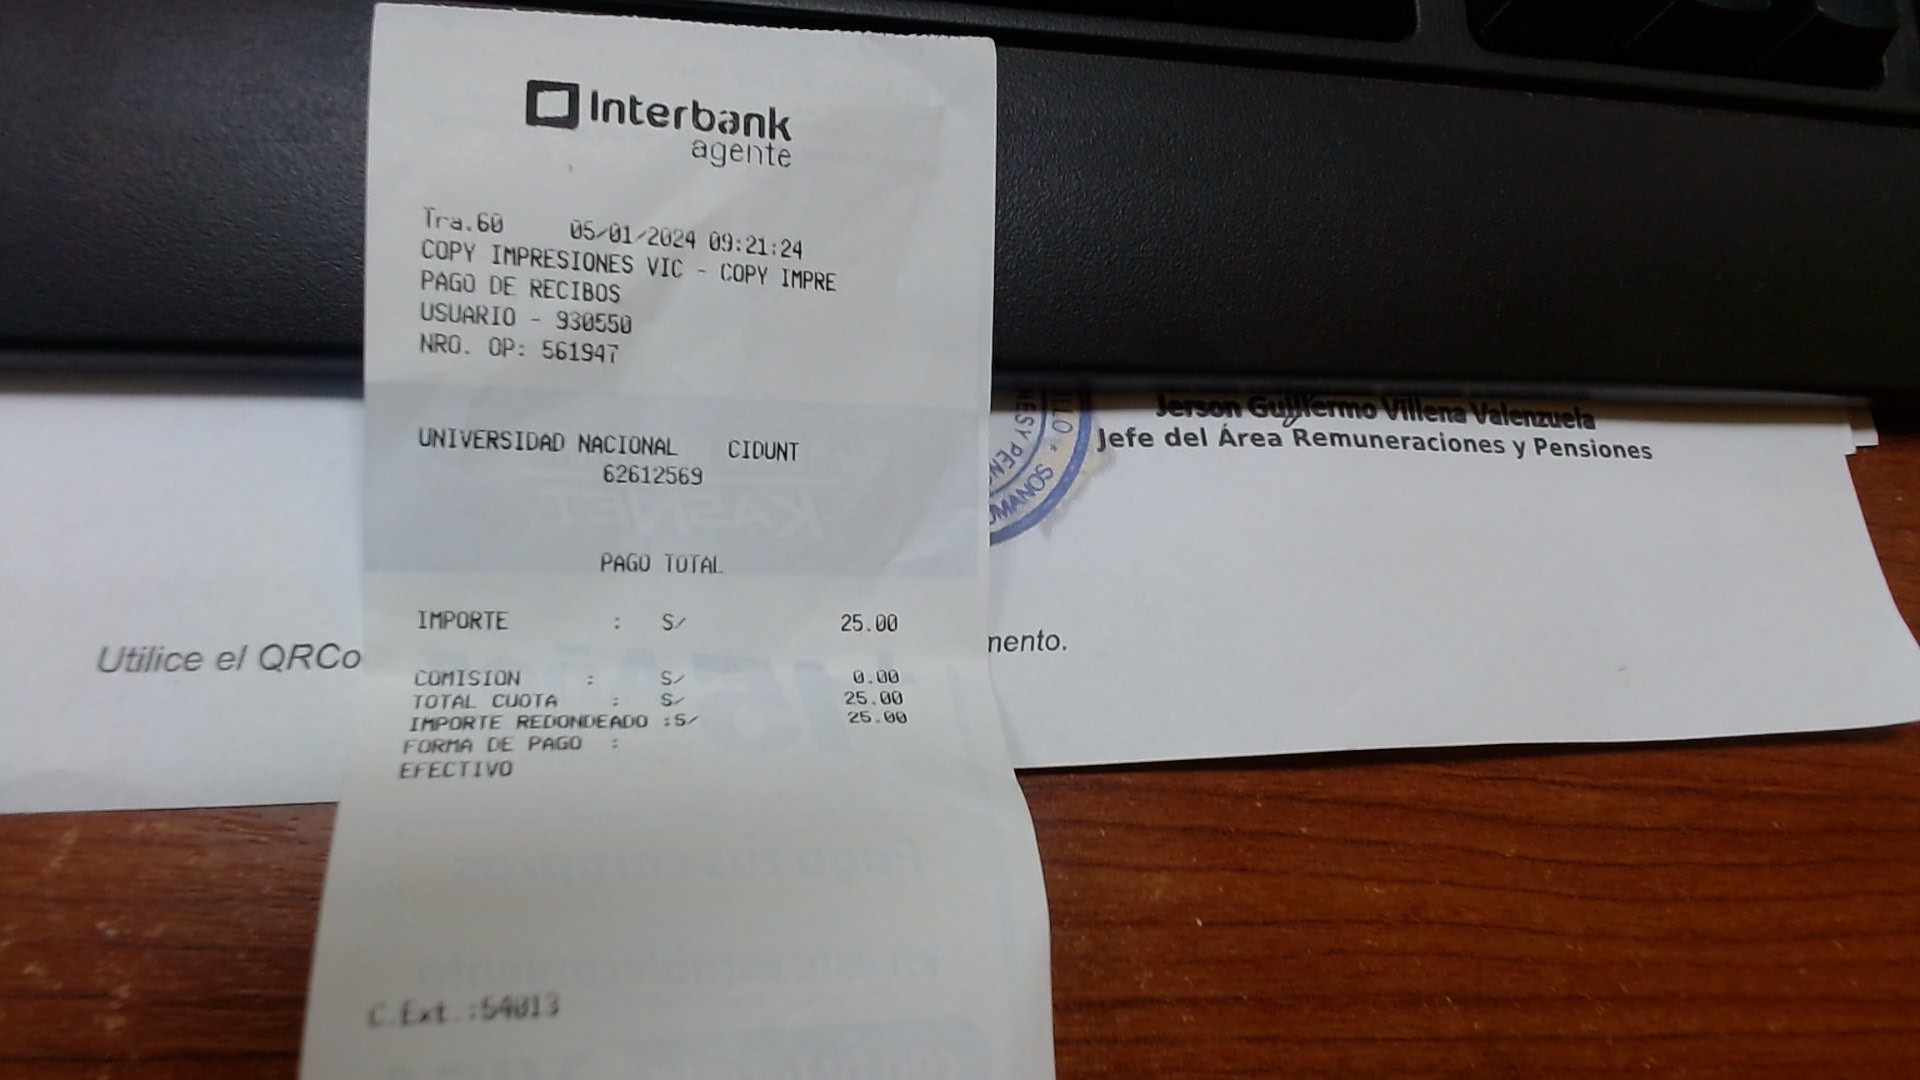 Interbank
agente
Tra.60 05/01/2024 09:21:24
COPY IMPRESIONES VIC - COPY IMPRE
PAGO DE RECIBOS
USUARIO - 930550
NRO. OP: 561947
UNIVERSIDAD NACIONAL CIDUNT
62612569
PAGO TOTAL
IMPORTE : S/ 25.00
COMISION : S/ 0.00
TOTAL CUOTA : S/ 25.00
IMPORTE REDONDEADO :S/ 25.00
FORMA DE PAGO :
EFECTIVO
C.Ext.:54013
Jerson Guillermo Villena Valenzuela
Jefe del Área Remuneraciones y Pensiones
Utilice el QRCo
mento.